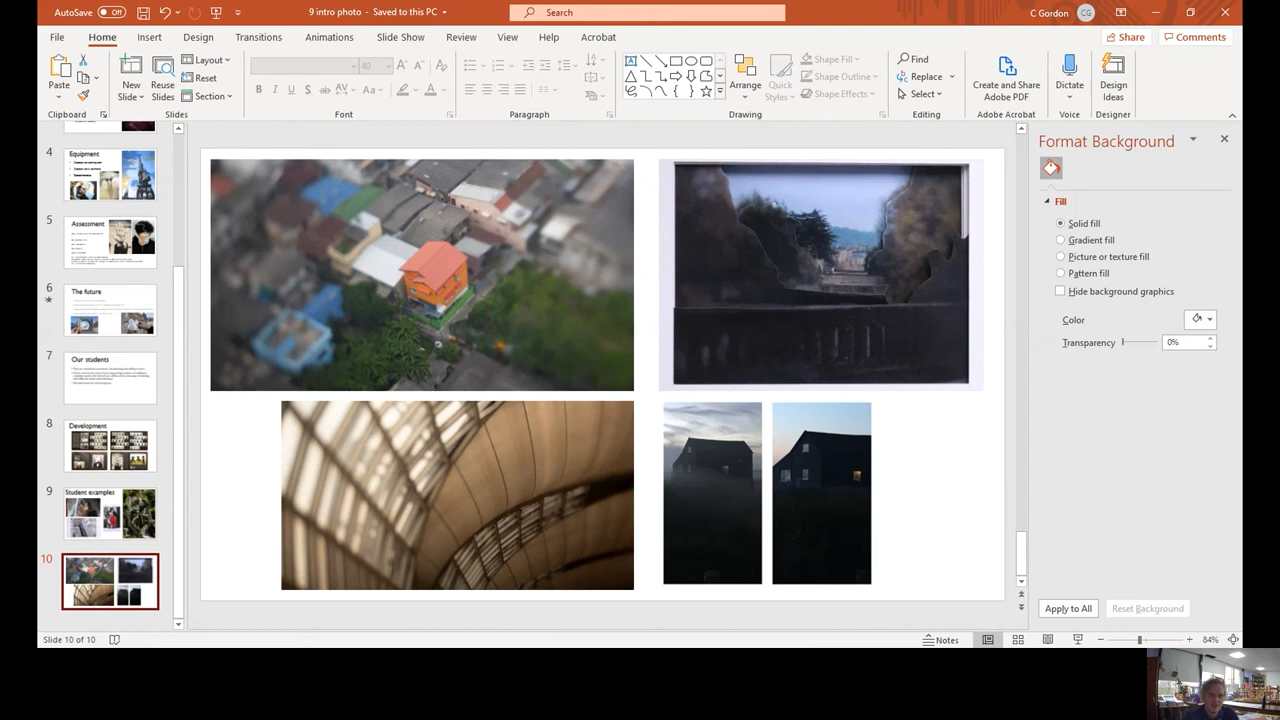 AutoSave Off 9 intro photo - Saved to this PC Search C Gordon CG
File Home Insert Design Transitions Animations Slide Show Review View Help Acrobat Share Comments
Paste
New Slide
Reuse Slides
Layout
Reset
Section
40
Arrange
Quick Styles
Shape Fill
Shape Outline
Shape Effects
Find
Replace
Select
Create and Share Adobe PDF
Dictate
Design Ideas
Clipboard Slides Font Paragraph Drawing Editing Adobe Acrobat Voice Designer
4
Equipment
5
Assessment
6
The future
7
Our students
8
Development
9
Student examples
10
Format Background
Fill
Solid fill
Gradient fill
Picture or texture fill
Pattern fill
Hide background graphics
Color
Transparency 0%
Apply to All Reset Background
Slide 10 of 10 Notes 84%